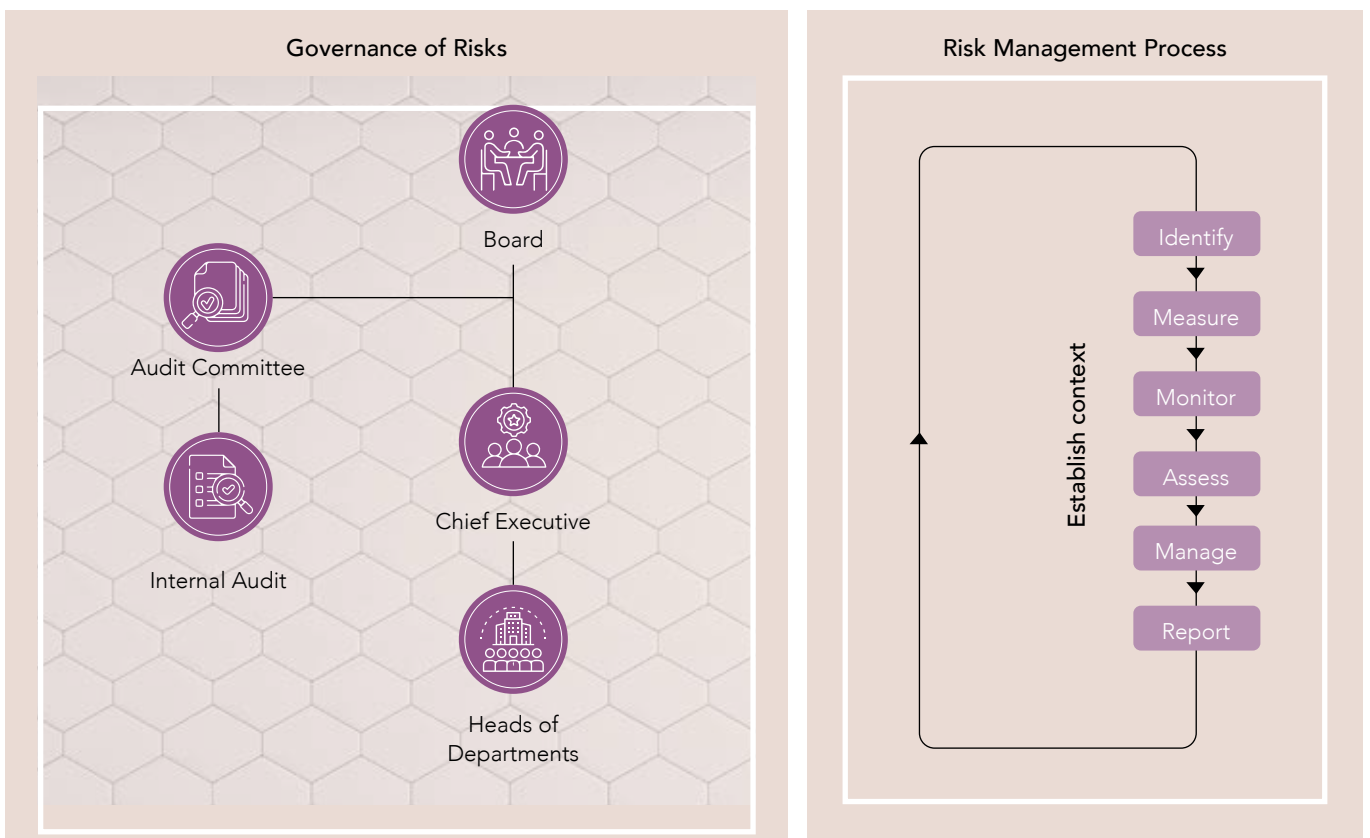 Governance of Risks
Board
Audit Committee
Chief Executive
Internal Audit
Heads of
Departments
Risk Management Process
Establish context
Identify
Measure
Monitor
Assess
Manage
Report